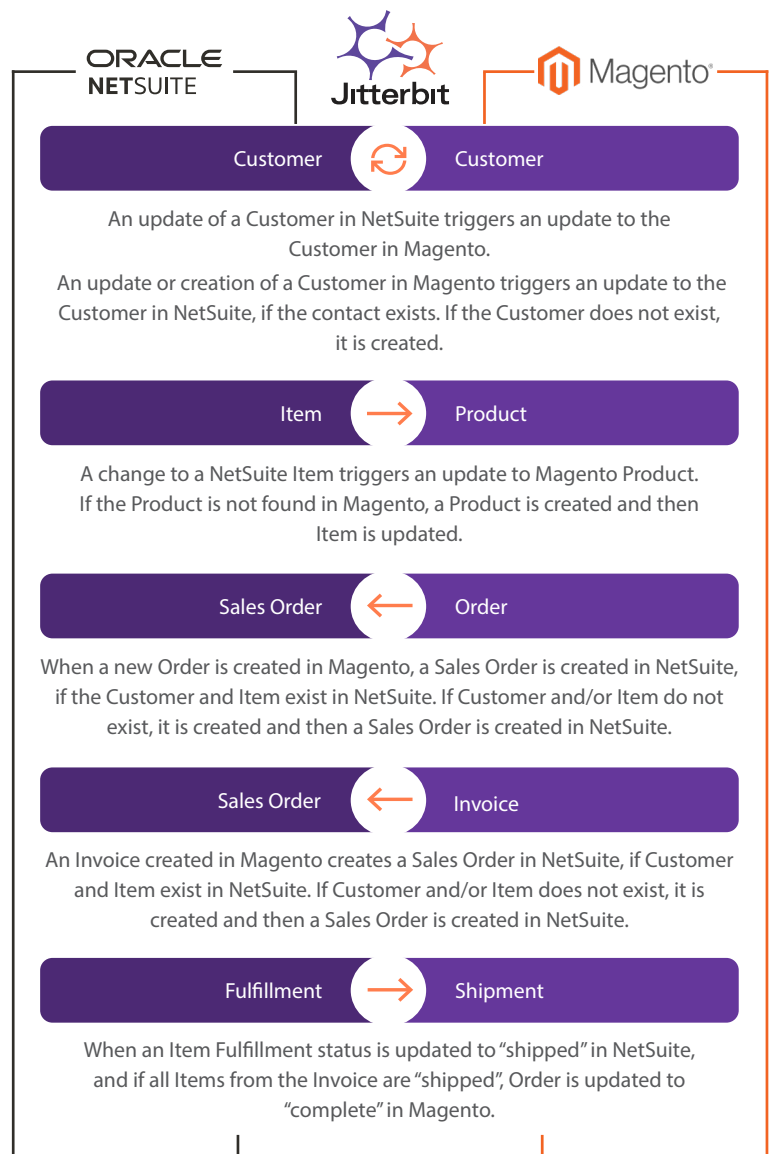 ORACLE
NETSUITE
Jitterbit
Magento®
Customer
Customer
An update of a Customer in NetSuite triggers an update to the
Customer in Magento.
An update or creation of a Customer in Magento triggers an update to the
Customer in NetSuite, if the contact exists. If the Customer does not exist,
it is created.
Item
Product
A change to a NetSuite Item triggers an update to Magento Product.
If the Product is not found in Magento, a Product is created and then
Item is updated.
Sales Order
Order
When a new Order is created in Magento, a Sales Order is created in NetSuite,
if the Customer and Item exist in NetSuite. If Customer and/or Item do not
exist, it is created and then a Sales Order is created in NetSuite.
Sales Order
Invoice
An Invoice created in Magento creates a Sales Order in NetSuite, if Customer
and Item exist in NetSuite. If Customer and/or Item does not exist, it is
created and then a Sales Order is created in NetSuite.
Fulfillment
Shipment
When an Item Fulfillment status is updated to “shipped” in NetSuite,
and if all Items from the Invoice are “shipped”, Order is updated to
“complete” in Magento.